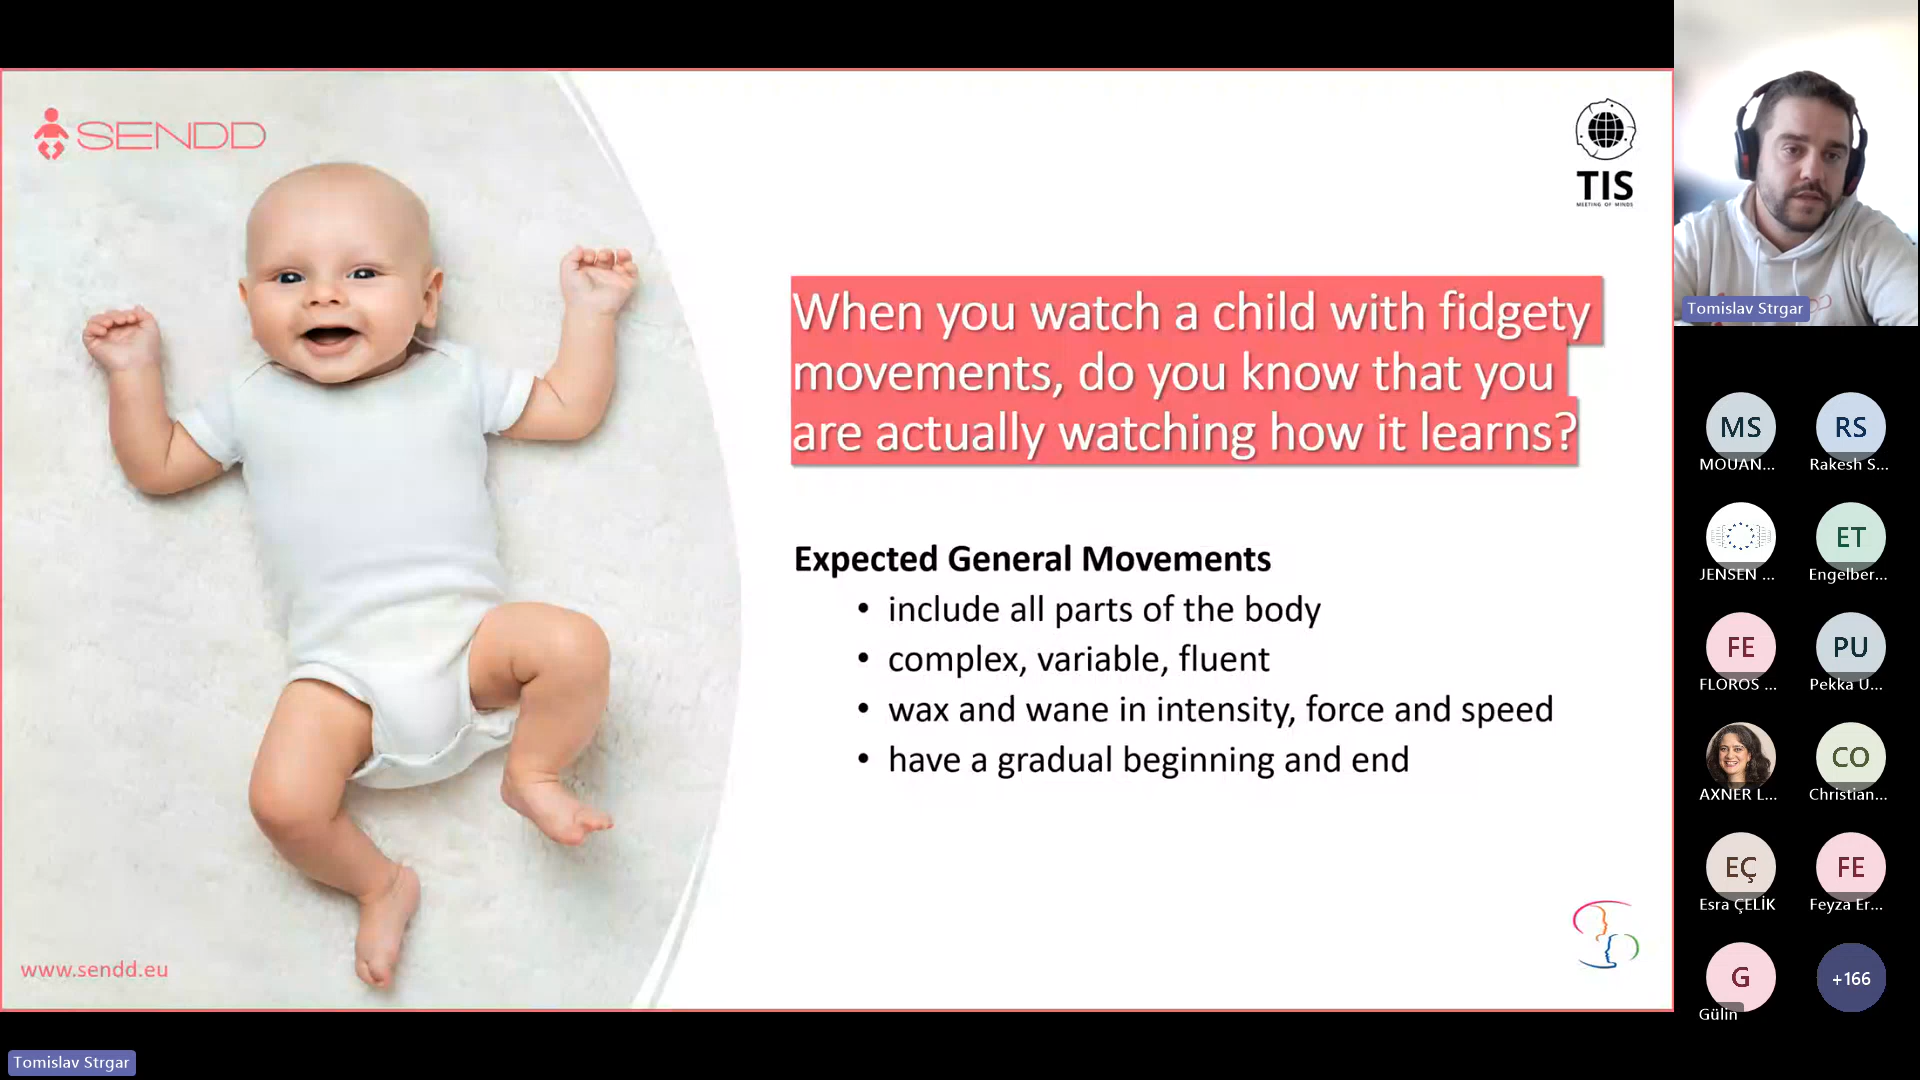 SENDD
TIS
MEETING OF MINDS
When you watch a child with fidgety
movements, do you know that you
are actually watching how it learns?
Expected General Movements
• include all parts of the body
• complex, variable, fluent
• wax and wane in intensity, force and speed
• have a gradual beginning and end
www.sendd.eu
Tomislav Strgar
Tomislav Strgar
MS
MOUAN...
RS
Rakesh S...
JENSEN ...
ET
Engelber...
FE
FLOROS ...
PU
Pekka U...
AXNER L...
CO
Christian...
EÇ
Esra ÇELİK
FE
Feyza Er...
G
Gülin
+166